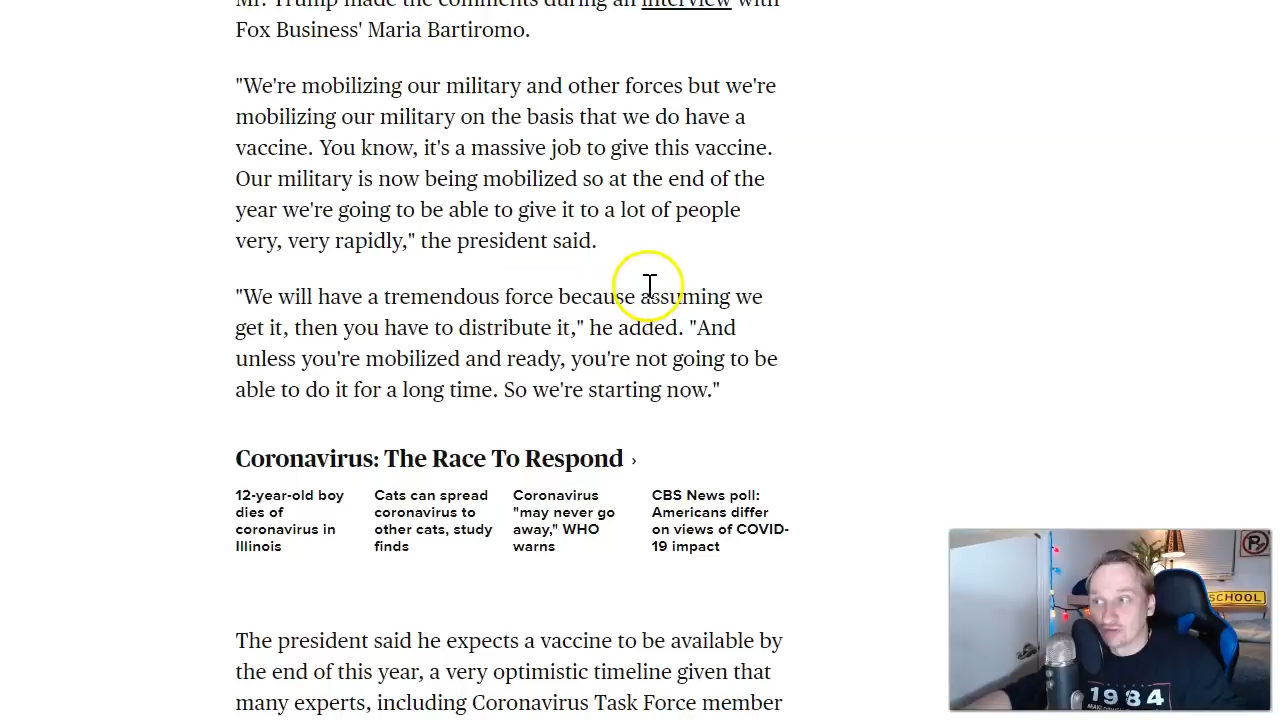 Mr. Trump made the comments during an interview with
Fox Business' Maria Bartiromo.
"We're mobilizing our military and other forces but we're
mobilizing our military on the basis that we do have a
vaccine. You know, it's a massive job to give this vaccine.
Our military is now being mobilized so at the end of the
year we're going to be able to give it to a lot of people
very, very rapidly," the president said.
"We will have a tremendous force because assuming we
get it, then you have to distribute it," he added. "And
unless you're mobilized and ready, you're not going to be
able to do it for a long time. So we're starting now."
Coronavirus: The Race To Respond ›
12-year-old boy
dies of
coronavirus in
Illinois
Cats can spread
coronavirus to
other cats, study
finds
Coronavirus
"may never go
away," WHO
warns
CBS News poll:
Americans differ
on views of COVID-
19 impact
The president said he expects a vaccine to be available by
the end of this year, a very optimistic timeline given that
many experts, including Coronavirus Task Force member
SCHOOL
1984